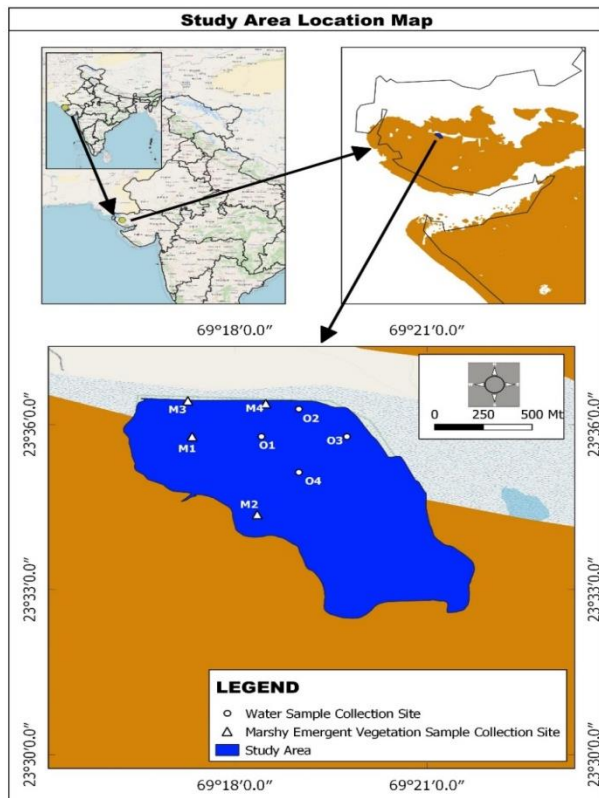 Study Area Location Map
69°18′0.0″ 69°21′0.0″
0 250 500 Mt
23°36′0.0″ 23°36′0.0″
M3 M4 O2
M1 O1 O3
O4
M2
23°33′0.0″ 23°33′0.0″
LEGEND
Water Sample Collection Site
Marshy Emergent Vegetation Sample Collection Site
Study Area
23°30′0.0″ 23°30′0.0″
69°18′0.0″ 69°21′0.0″